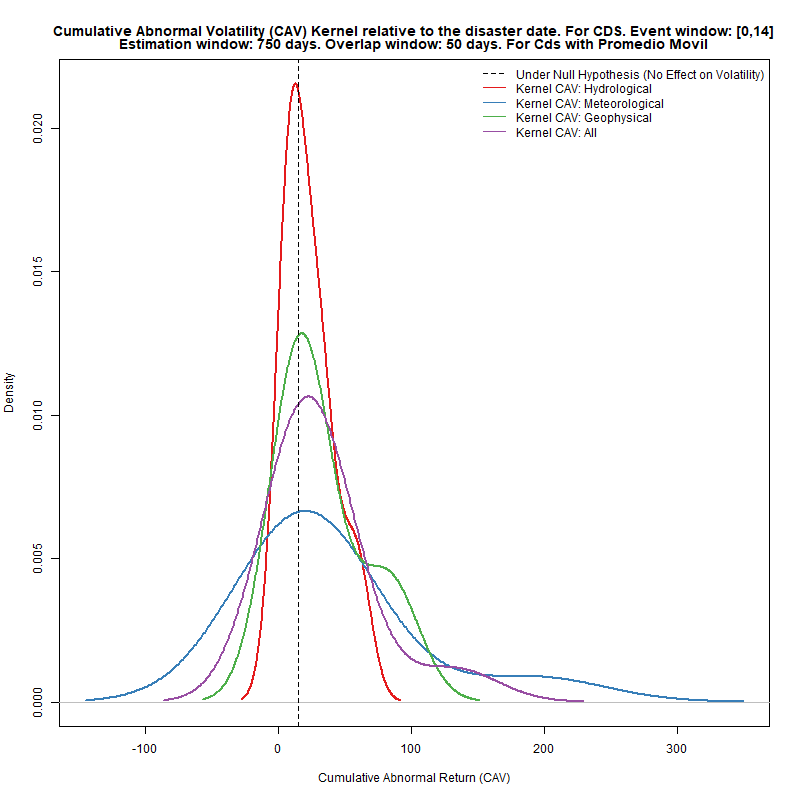 Cumulative Abnormal Volatility (CAV) Kernel relative to the disaster date. For CDS. Event window: [0,14]
Estimation window: 750 days. Overlap window: 50 days. For Cds with Promedio Movil
Under Null Hypothesis (No Effect on Volatility)
Kernel CAV: Hydrological
Kernel CAV: Meteorological
Kernel CAV: Geophysical
Kernel CAV: All
0.020
0.015
0.010
0.005
0.000
Density
-100 0 100 200 300
Cumulative Abnormal Return (CAV)